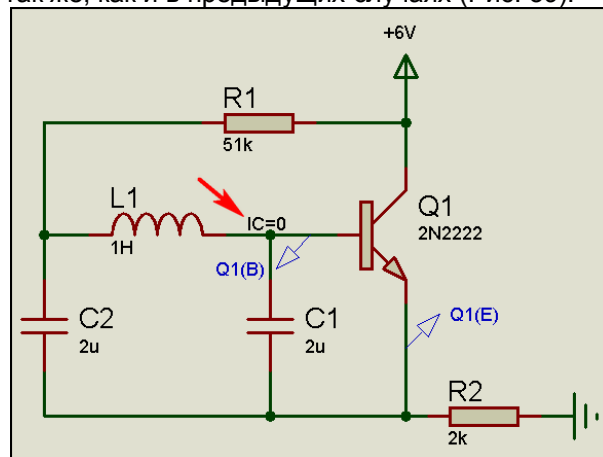 так же, как и в предыдущих случаях (Рис. 39).
+6V
R1
51k
L1
1H
IC=0
Q1
2N2222
Q1(B)
C2
2u
C1
2u
Q1(E)
R2
2k